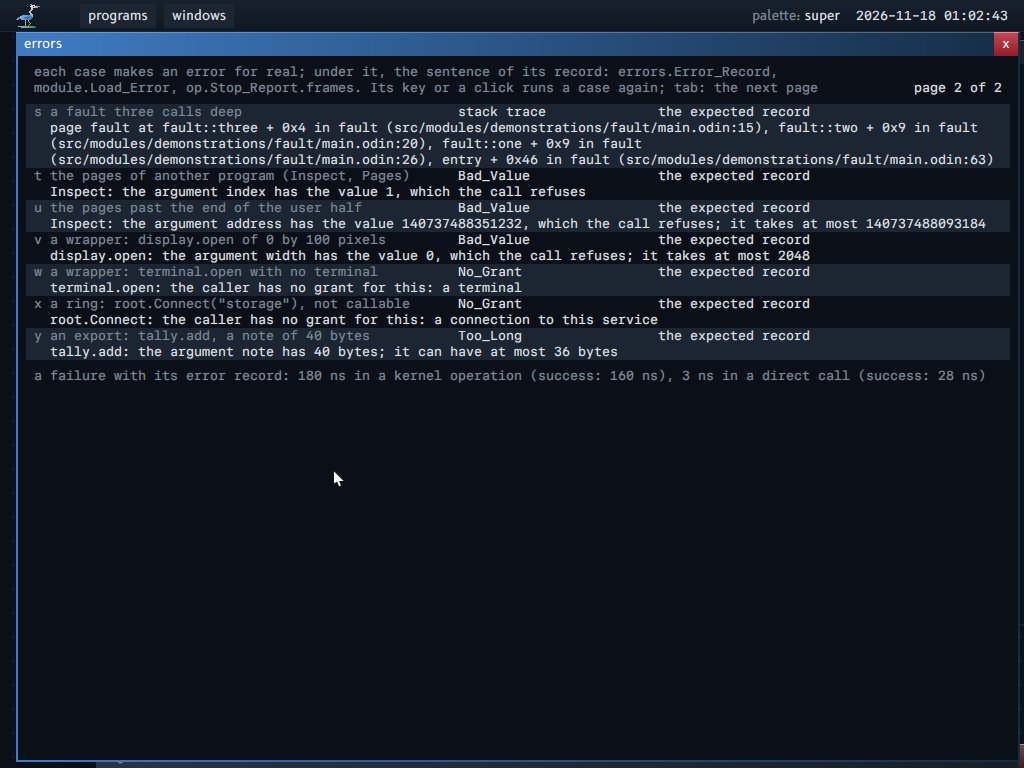 programs windows palette: super 2026-11-18 01:02:43
errors x
each case makes an error for real; under it, the sentence of its record: errors.Error_Record,
module.Load_Error, op.Stop_Report.frames. Its key or a click runs a case again; tab: the next page page 2 of 2
s a fault three calls deep stack trace the expected record
page fault at fault::three + 0x4 in fault (src/modules/demonstrations/fault/main.odin:15), fault::two + 0x9 in fault
(src/modules/demonstrations/fault/main.odin:20), fault::one + 0x9 in fault
(src/modules/demonstrations/fault/main.odin:26), entry + 0x46 in fault (src/modules/demonstrations/fault/main.odin:63)
t the pages of another program (Inspect, Pages) Bad_Value the expected record
Inspect: the argument index has the value 1, which the call refuses
u the pages past the end of the user half Bad_Value the expected record
Inspect: the argument address has the value 140737488351232, which the call refuses; it takes at most 140737488093184
v a wrapper: display.open of 0 by 100 pixels Bad_Value the expected record
display.open: the argument width has the value 0, which the call refuses; it takes at most 2048
w a wrapper: terminal.open with no terminal No_Grant the expected record
terminal.open: the caller has no grant for this: a terminal
x a ring: root.Connect("storage"), not callable No_Grant the expected record
root.Connect: the caller has no grant for this: a connection to this service
y an export: tally.add, a note of 40 bytes Too_Long the expected record
tally.add: the argument note has 40 bytes; it can have at most 36 bytes
a failure with its error record: 180 ns in a kernel operation (success: 160 ns), 3 ns in a direct call (success: 28 ns)